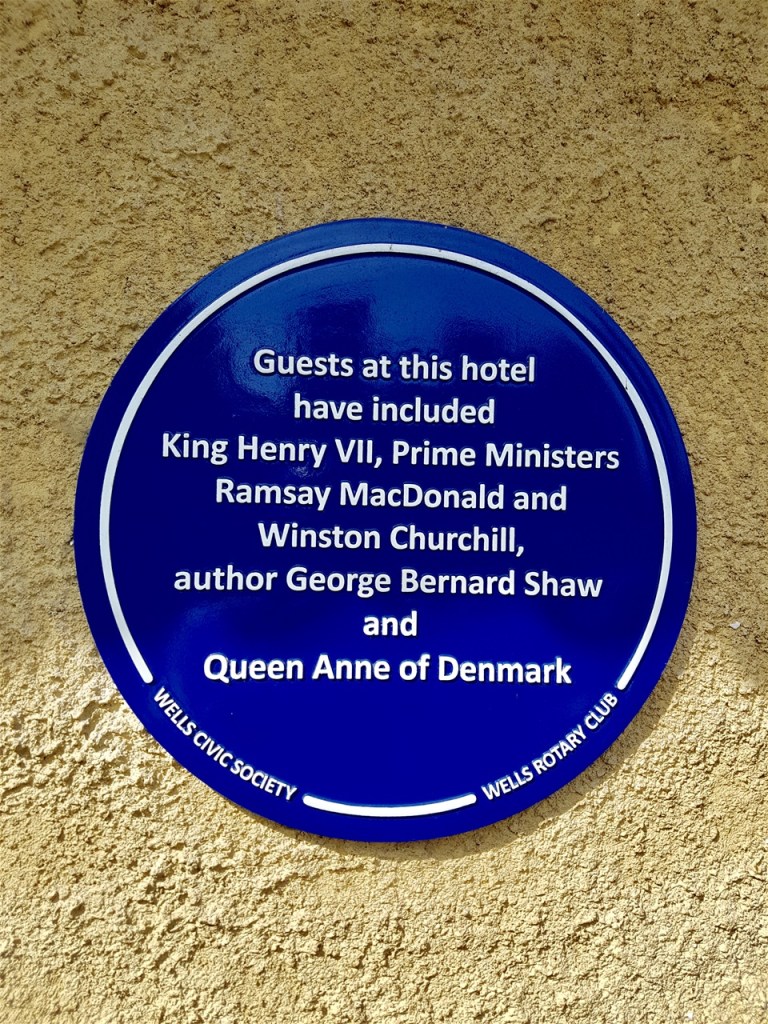 Guests at this hotel
have included
King Henry VII, Prime Ministers
Ramsay MacDonald and
Winston Churchill,
author George Bernard Shaw
and
Queen Anne of Denmark
WELLS CIVIC SOCIETY
WELLS ROTARY CLUB